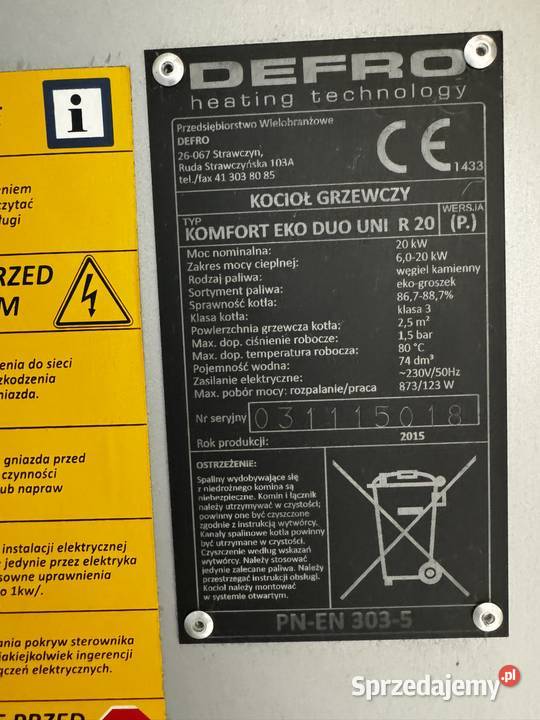 i
eniem
czytać
ługi
RZED
M
enia do sieci
zkodzenia
niazda.
gniazda przed
czynności
ub napraw
instalacji elektrycznej
jedynie przez elektryka
sowne uprawnienia
o 1kw/.
ania pokryw sterownika
iakiejkolwiek ingerencji
ączeń elektrycznych.
DEFRO
heating technology
Przedsiębiorstwo Wielobranżowe
DEFRO
26-067 Strawczyn,
Ruda Strawczyńska 103A
tel./fax 41 303 80 85
CE 1433
KOCIOŁ GRZEWCZY
TYP WERSJA
KOMFORT EKO DUO UNI R 20 (P.)
Moc nominalna: 20 kW
Zakres mocy cieplnej: 6,0-20 kW
Rodzaj paliwa: węgiel kamienny
Sortyment paliwa: eko-groszek
Sprawność kotła: 86,7-88,7%
Klasa kotła: klasa 3
Powierzchnia grzewcza kotła: 2,5 m²
Max. dop. ciśnienie robocze: 1,5 bar
Max. dop. temperatura robocza: 80 °C
Pojemność wodna: 74 dm³
Zasilanie elektryczne: ~230V/50Hz
Max. pobór mocy: rozpalanie/praca 873/123 W
Nr seryjny 031115018
Rok produkcji: 2015
OSTRZEŻENIE:
Spaliny wydobywające się
z niedrożnego komina są
niebezpieczne. Komin i łącznik
należy utrzymywać w czystości;
powinny one być czyszczone
zgodnie z instrukcją wytwórcy.
Kanały spalinowe kotła powinny
być utrzymane w czystości.
Czyszczenie według wskazań
wytwórcy. Należy stosować
jedynie zalecane paliwa. Należy
przestrzegać instrukcji obsługi.
Kocioł należy montować
w systemie otwartym.
PN-EN 303-5
Sprzedajemy.pl